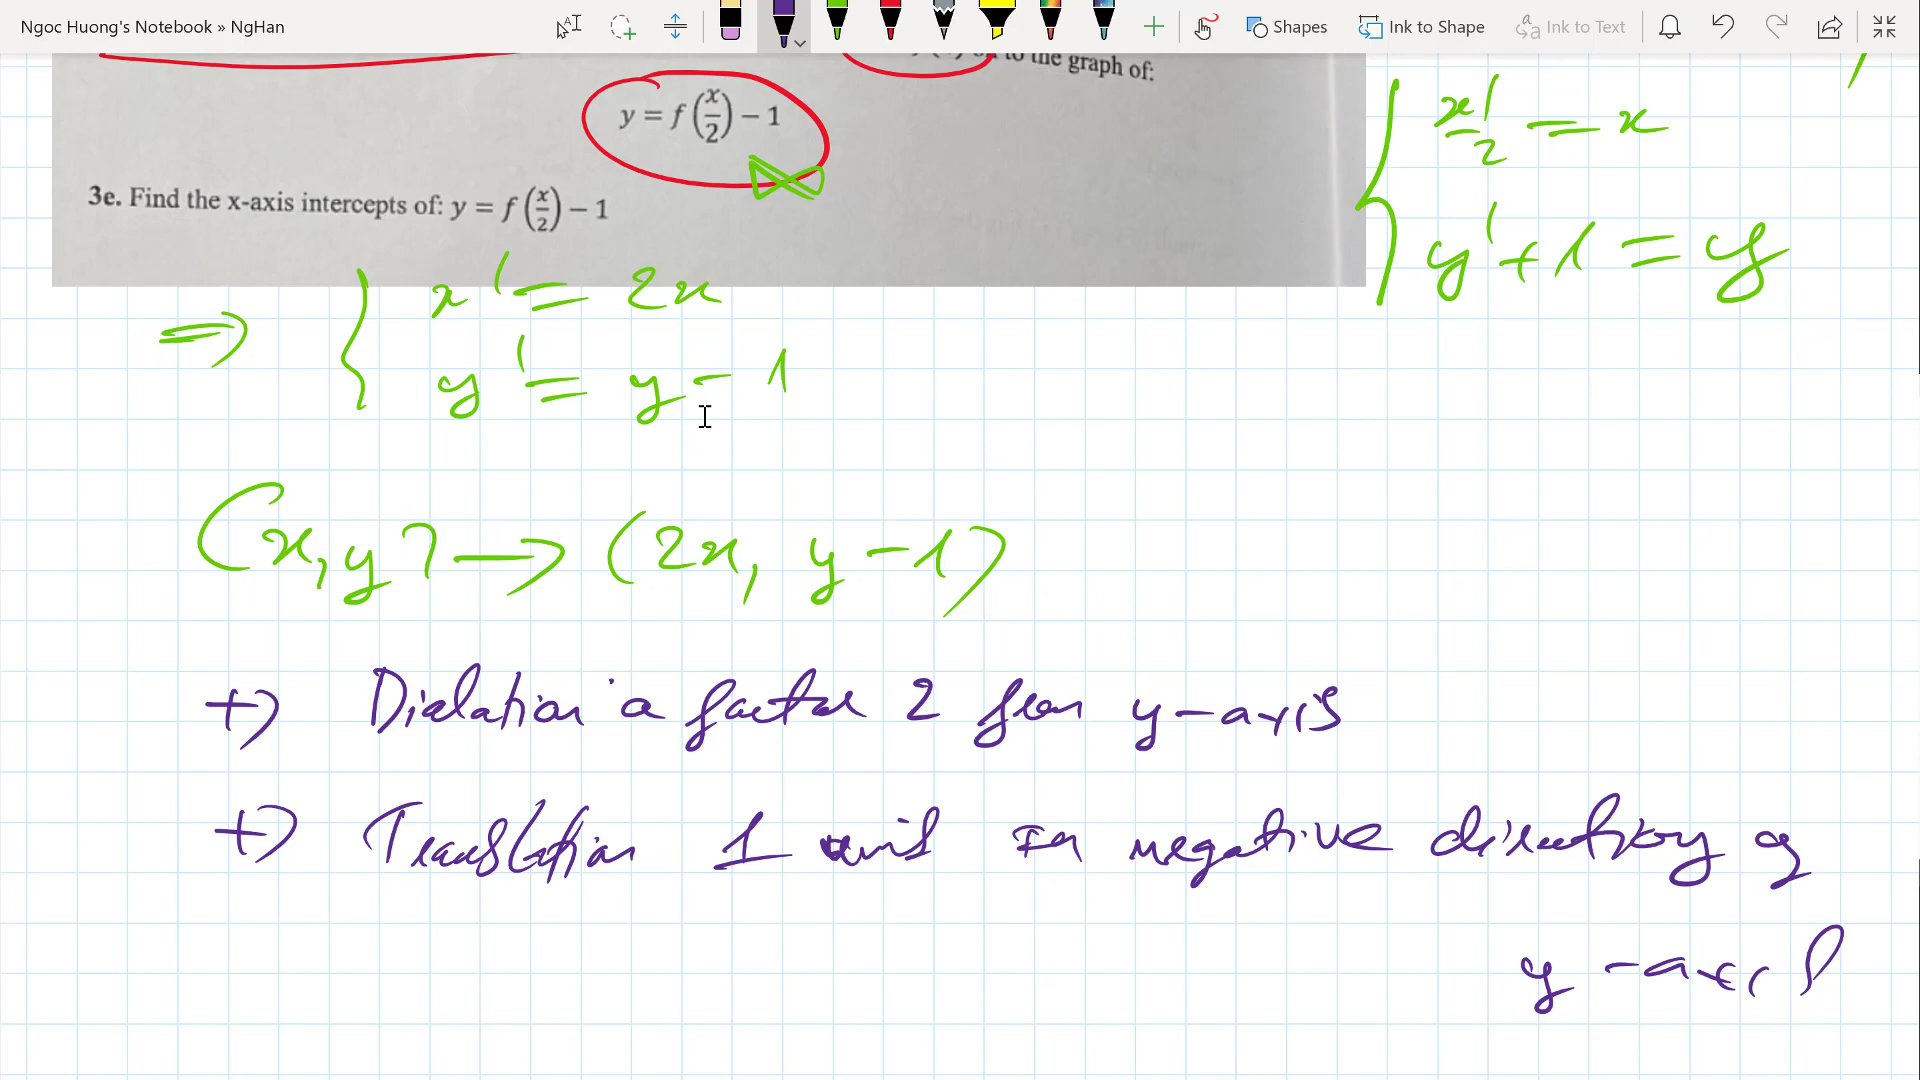 Ngoc Huong's Notebook » NgHan
Shapes
Ink to Shape
Ink to Text
to the graph of:
y = f(x/2) − 1
3e. Find the x-axis intercepts of: y = f(x/2) − 1
x'/2 = x
y' + 1 = y
⇒ { x' = 2x
y' = y − 1
(x, y) → (2x, y − 1)
+) Dialation a factor 2 from y-axis
+) Translation 1 unit in negative direction of
y-axis